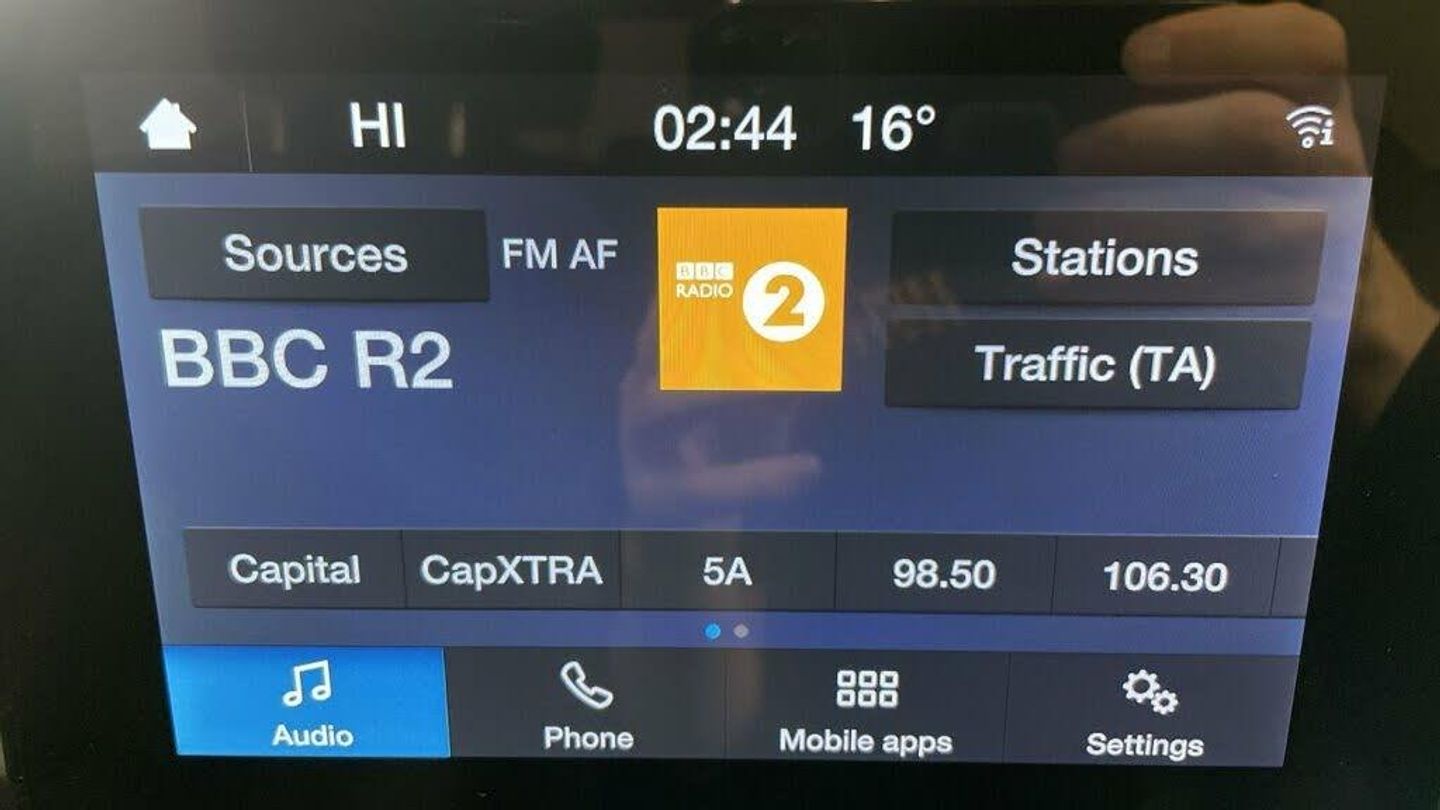 HI 02:44 16°
Sources FM AF BBC RADIO 2 Stations
BBC R2 Traffic (TA)
Capital CapXTRA 5A 98.50 106.30
Audio Phone Mobile apps Settings